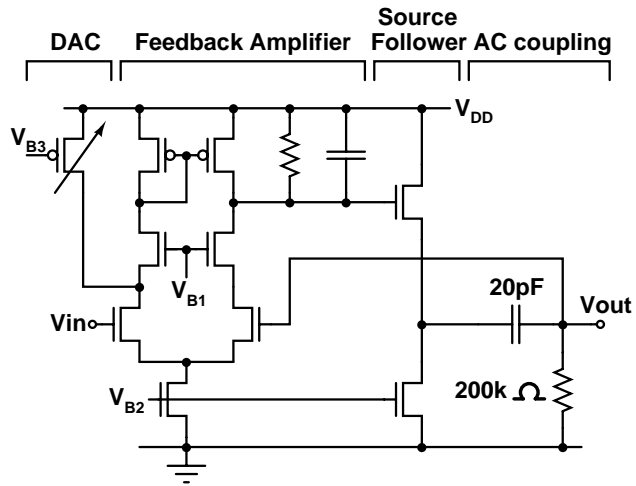 Source
DAC Feedback Amplifier Follower AC coupling
VDD
VB3
VB1
20pF
Vout
Vin
VB2
200k Ω